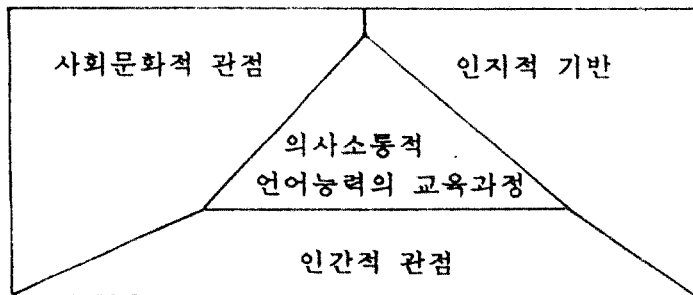 사회문화적 관점
인지적 기반
의사소통적
언어능력의 교육과정
인간적 관점